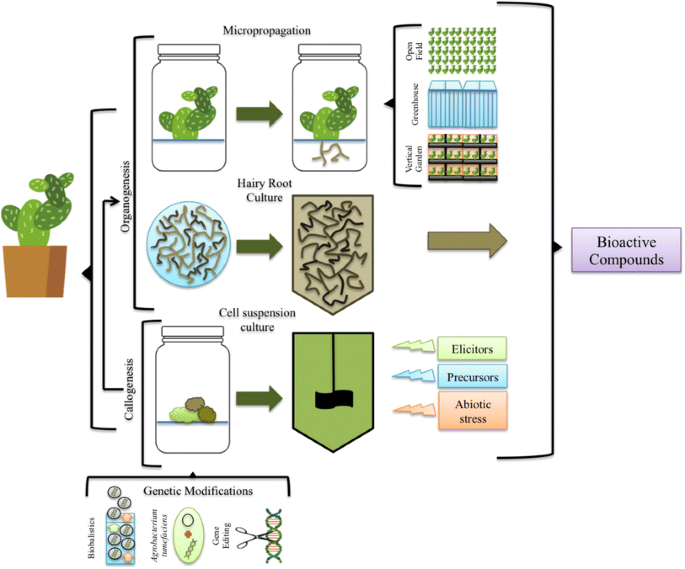 Micropropagation
Open
Field
Greenhouse
Vertical
Garden
Organogenesis
Hairy Root
Culture
Bioactive
Compounds
Cell suspension
culture
Callogenesis
Elicitors
Precursors
Abiotic
stress
Genetic Modifications
Biobalistics
Agrobacterium
tumefaciens
Gene
Editing